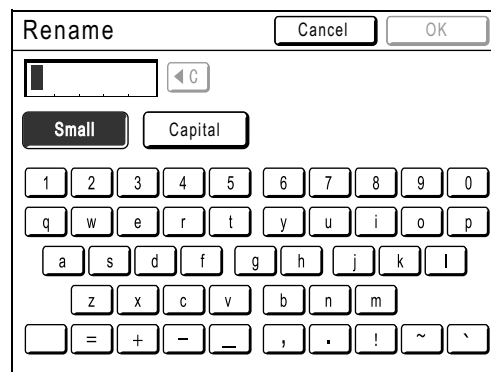 Rename Cancel OK
◀ C
Small Capital
1 2 3 4 5 6 7 8 9 0
q w e r t y u i o p
a s d f g h j k l
z x c v b n m
= + − _ , . ! ~ `